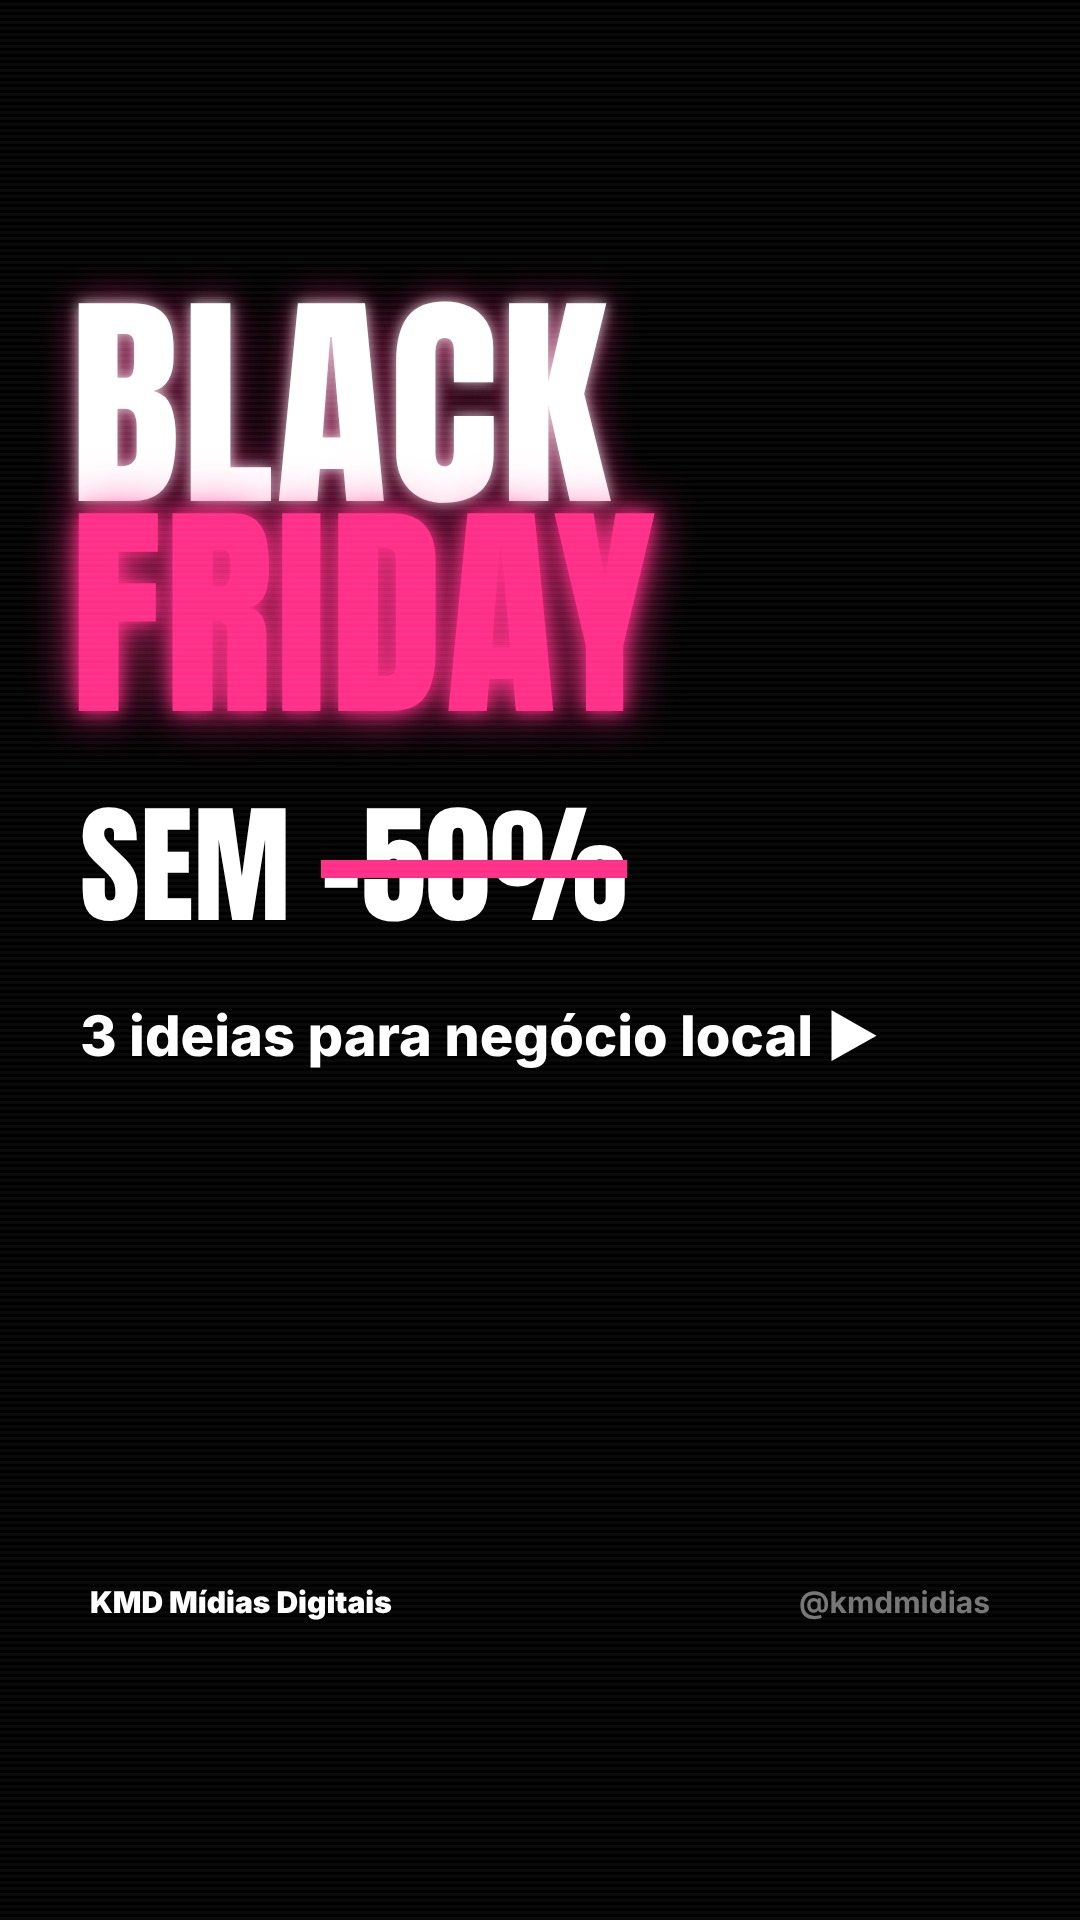 BLACK
FRIDAY
SEM -50%
3 ideias para negócio local ▶
KMD Mídias Digitais
@kmdmidias